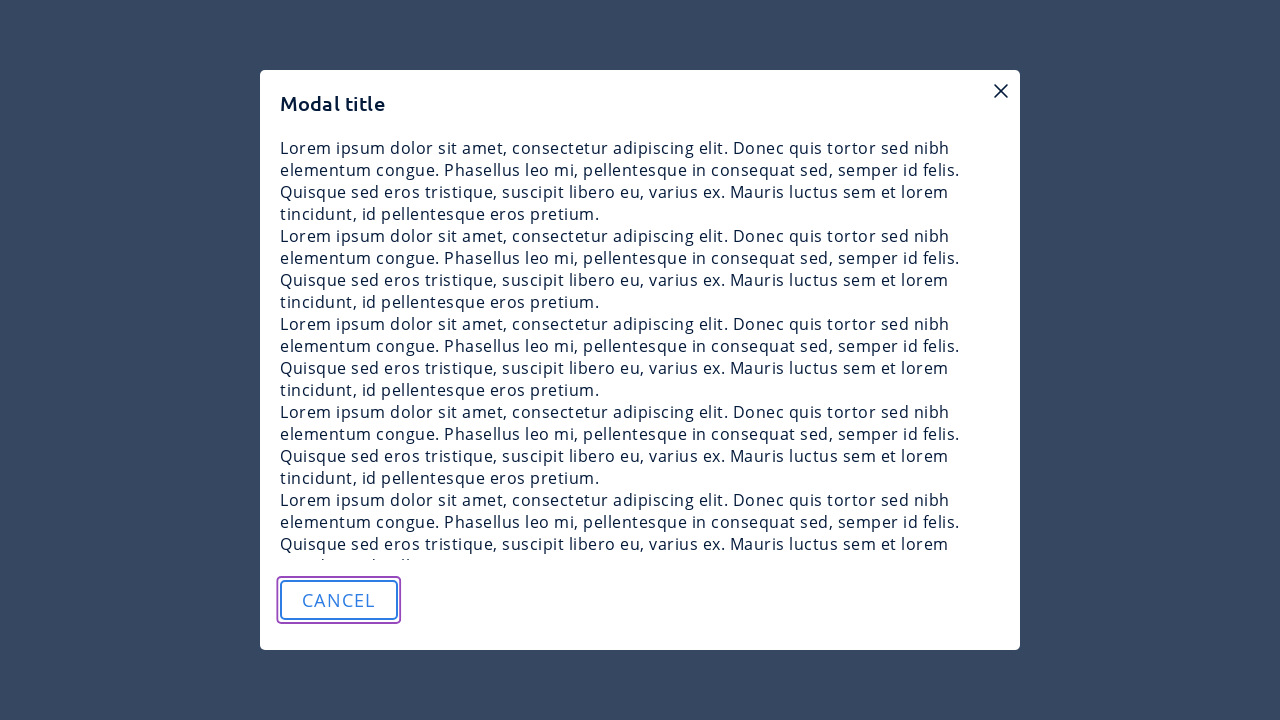 Modal title
Lorem ipsum dolor sit amet, consectetur adipiscing elit. Donec quis tortor sed nibh
elementum congue. Phasellus leo mi, pellentesque in consequat sed, semper id felis.
Quisque sed eros tristique, suscipit libero eu, varius ex. Mauris luctus sem et lorem
tincidunt, id pellentesque eros pretium.
Lorem ipsum dolor sit amet, consectetur adipiscing elit. Donec quis tortor sed nibh
elementum congue. Phasellus leo mi, pellentesque in consequat sed, semper id felis.
Quisque sed eros tristique, suscipit libero eu, varius ex. Mauris luctus sem et lorem
tincidunt, id pellentesque eros pretium.
Lorem ipsum dolor sit amet, consectetur adipiscing elit. Donec quis tortor sed nibh
elementum congue. Phasellus leo mi, pellentesque in consequat sed, semper id felis.
Quisque sed eros tristique, suscipit libero eu, varius ex. Mauris luctus sem et lorem
tincidunt, id pellentesque eros pretium.
Lorem ipsum dolor sit amet, consectetur adipiscing elit. Donec quis tortor sed nibh
elementum congue. Phasellus leo mi, pellentesque in consequat sed, semper id felis.
Quisque sed eros tristique, suscipit libero eu, varius ex. Mauris luctus sem et lorem
tincidunt, id pellentesque eros pretium.
Lorem ipsum dolor sit amet, consectetur adipiscing elit. Donec quis tortor sed nibh
elementum congue. Phasellus leo mi, pellentesque in consequat sed, semper id felis.
Quisque sed eros tristique, suscipit libero eu, varius ex. Mauris luctus sem et lorem
CANCEL